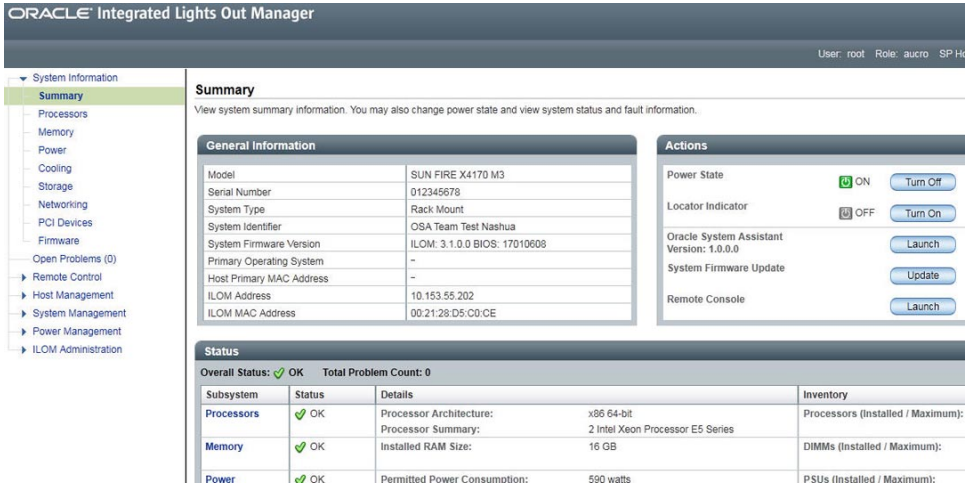 ORACLE Integrated Lights Out Manager
User: root Role: aucro
System Information
Summary
Processors
Memory
Power
Cooling
Storage
Networking
PCI Devices
Firmware
Open Problems (0)
Remote Control
Host Management
System Management
Power Management
ILOM Administration
Summary
View system summary information. You may also change power state and view system status and fault information.
General Information
Model SUN FIRE X4170 M3
Serial Number 012345678
System Type Rack Mount
System Identifier OSA Team Test Nashua
System Firmware Version ILOM: 3.1.0.0 BIOS: 17010608
Primary Operating System -
Host Primary MAC Address -
ILOM Address 10.153.55.202
ILOM MAC Address 00:21:28:D5:C0:CE
Actions
Power State ON Turn Off
Locator Indicator OFF Turn On
Oracle System Assistant
Version: 1.0.0.0 Launch
System Firmware Update Update
Remote Console Launch
Status
Overall Status: OK Total Problem Count: 0
Subsystem Status Details Inventory
Processors OK Processor Architecture: x86 64-bit Processors (Installed / Maximum):
Processor Summary: 2 Intel Xeon Processor E5 Series
Memory OK Installed RAM Size: 16 GB DIMMs (Installed / Maximum):
Power OK Permitted Power Consumption: 590 watts PSUs (Installed / Maximum):